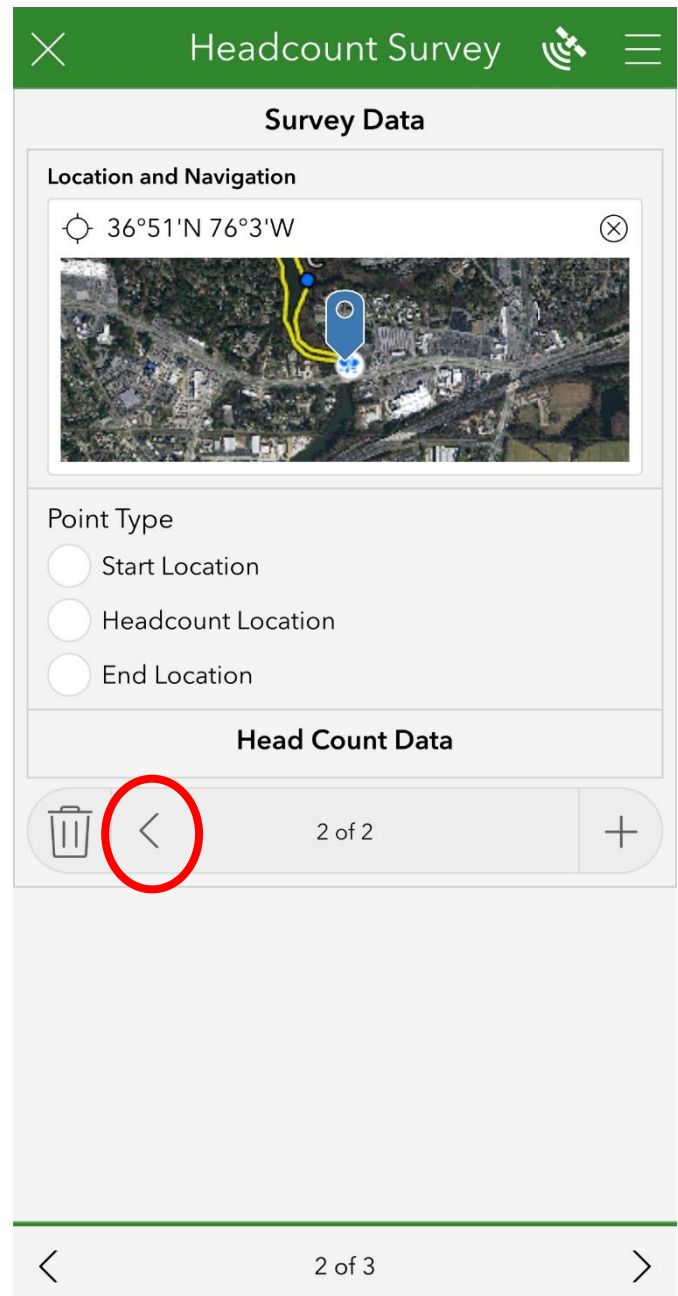 Headcount Survey
Survey Data
Location and Navigation
36°51'N 76°3'W
Point Type
Start Location
Headcount Location
End Location
Head Count Data
2 of 2
2 of 3